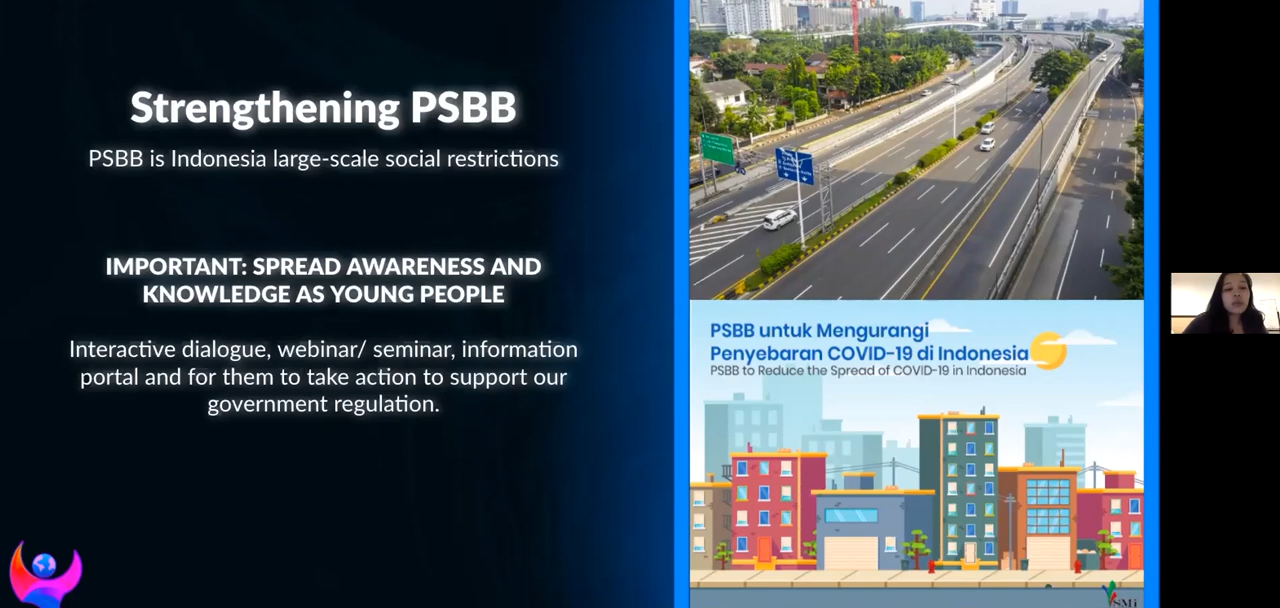 Strengthening PSBB
PSBB is Indonesia large-scale social restrictions
IMPORTANT: SPREAD AWARENESS AND
KNOWLEDGE AS YOUNG PEOPLE
Interactive dialogue, webinar/ seminar, information
portal and for them to take action to support our
government regulation.
PSBB untuk Mengurangi
Penyebaran COVID-19 di Indonesia
PSBB to Reduce the Spread of COVID-19 in Indonesia
SMi